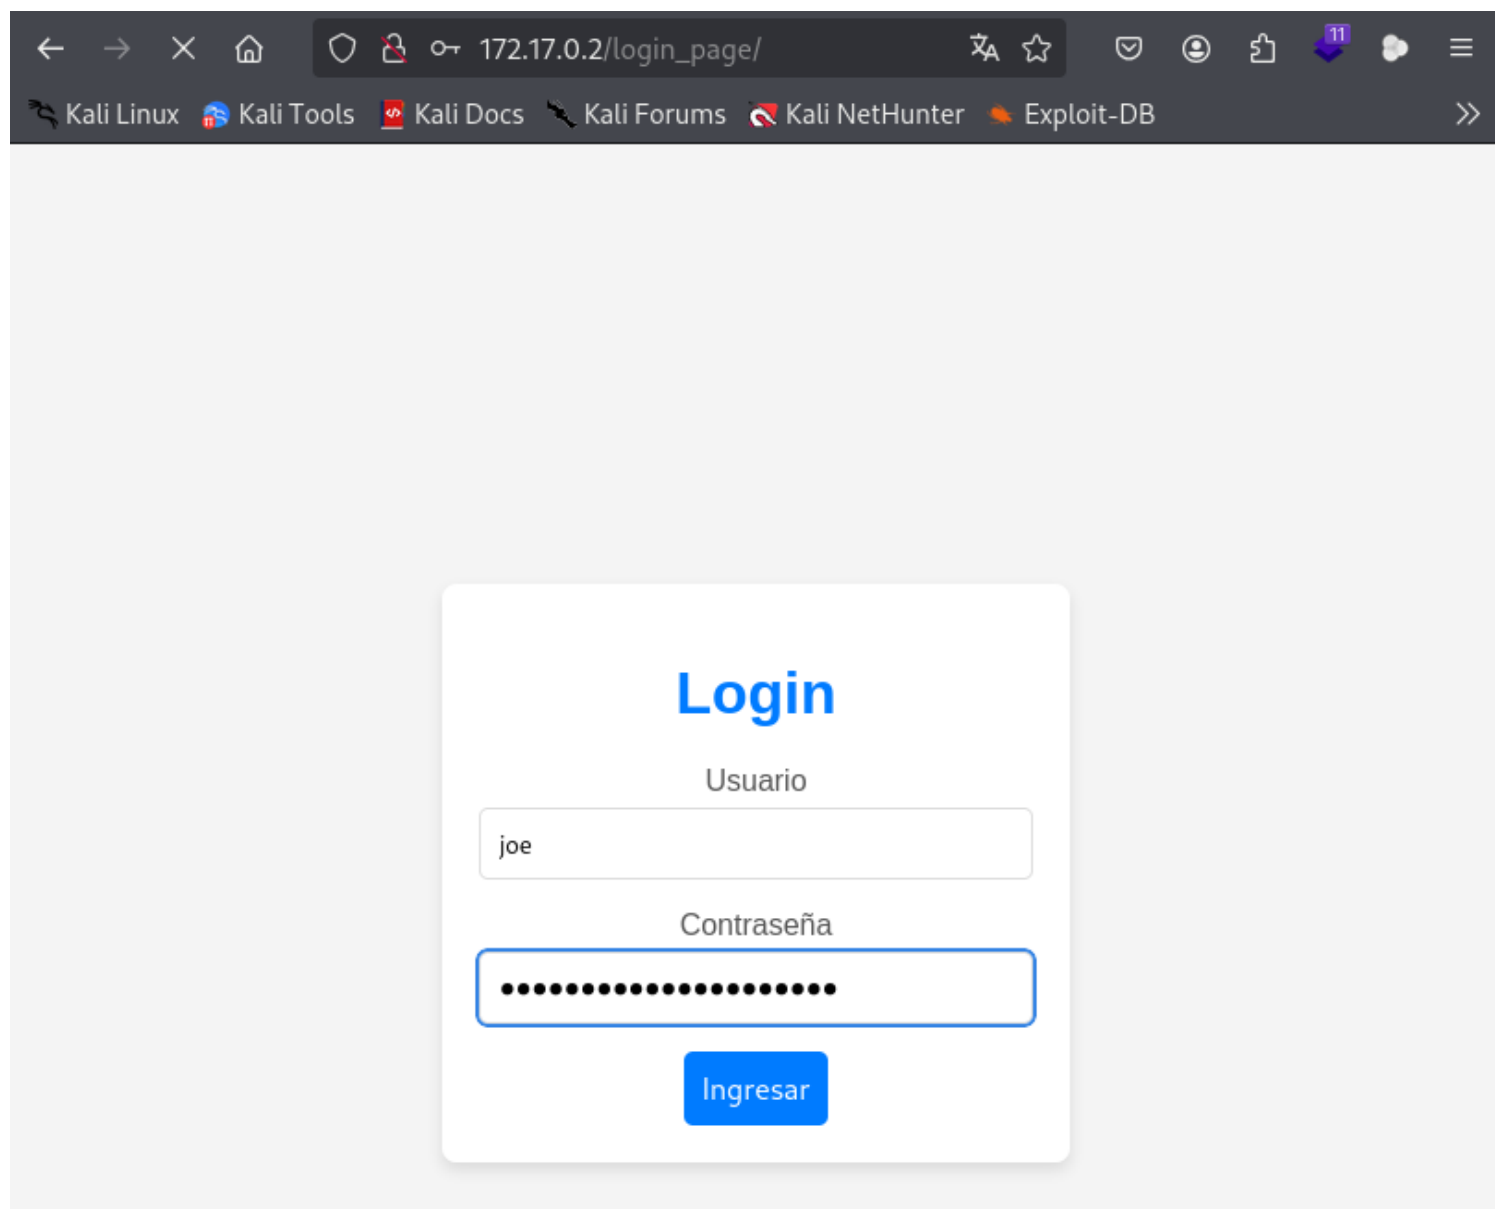 172.17.0.2/login_page/
11
Kali Linux Kali Tools Kali Docs Kali Forums Kali NetHunter Exploit-DB
Login
Usuario
joe
Contraseña
•••••••••••••••••••••
Ingresar